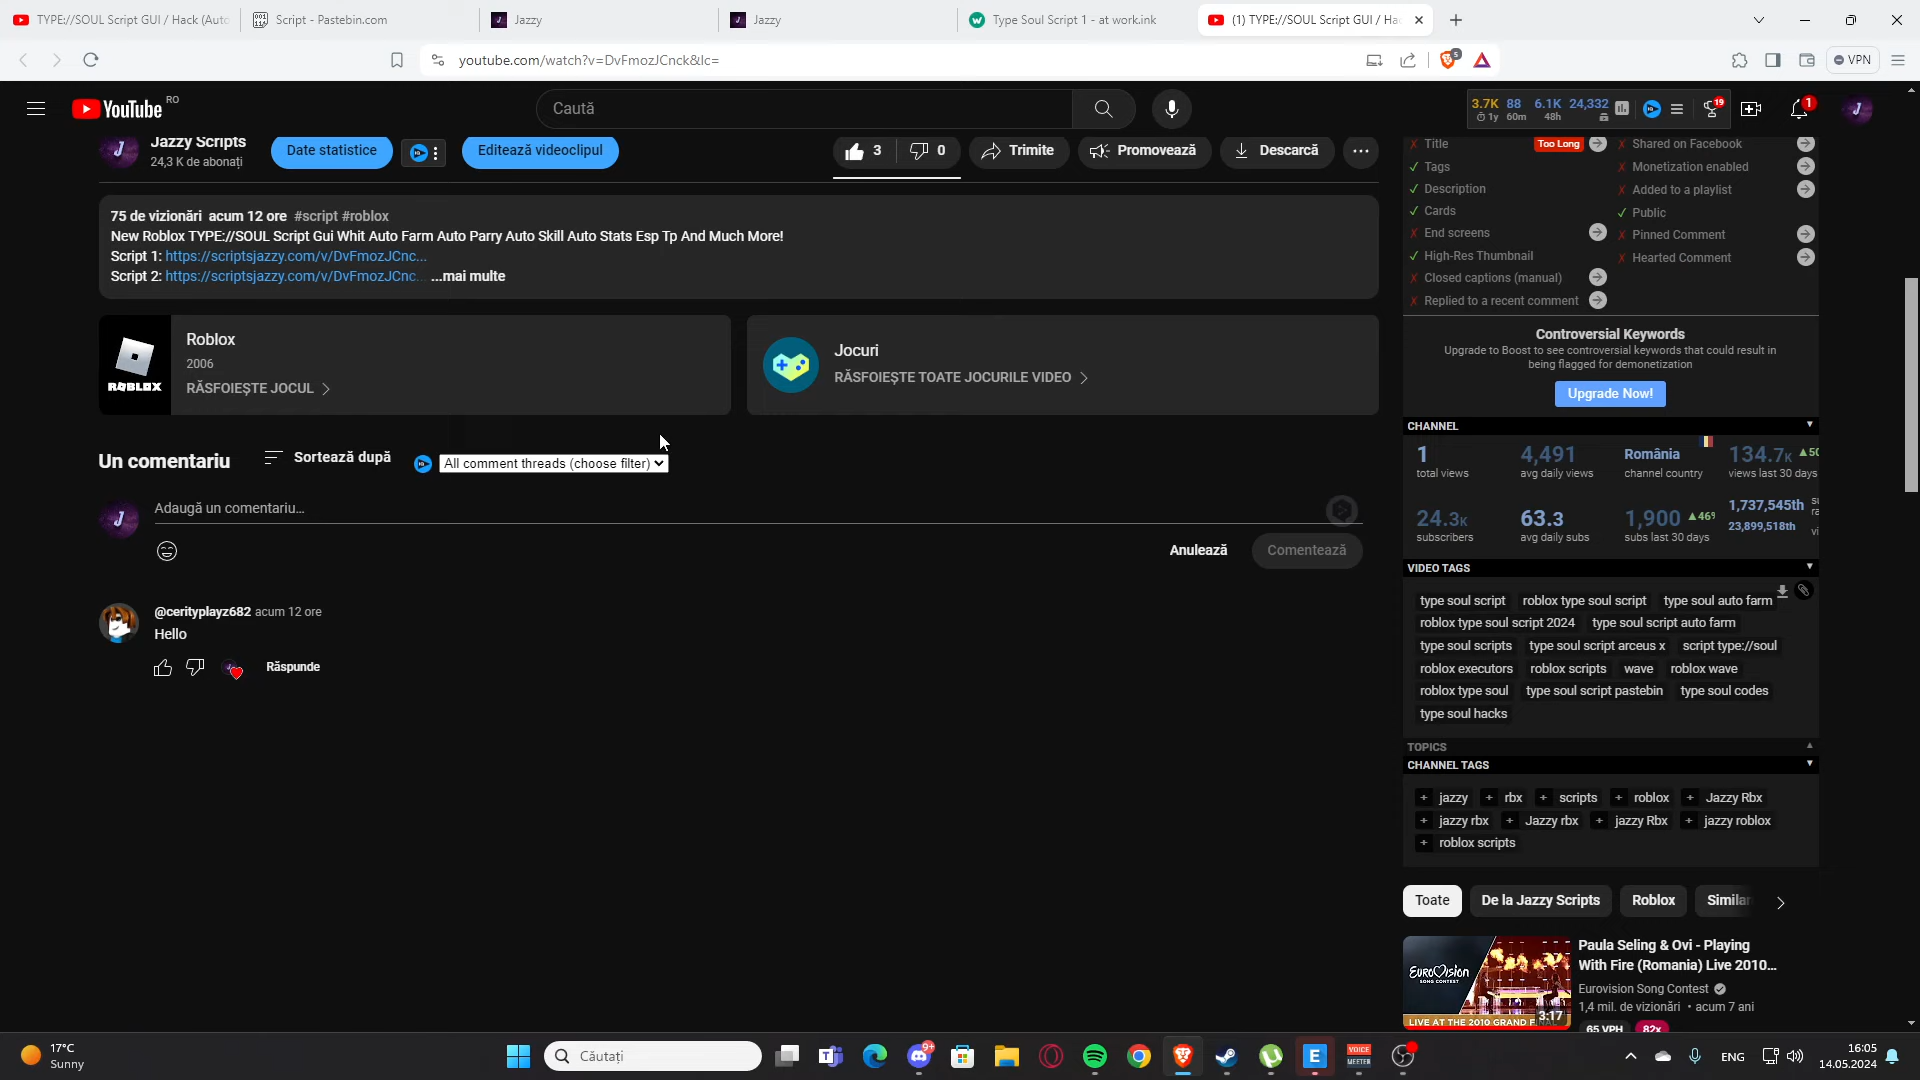 TYPE://SOUL Script GUI / Hack (Auto
Script - Pastebin.com
Jazzy
Jazzy
Type Soul Script 1 - at work.ink
(1) TYPE://SOUL Script GUI / Ha
youtube.com/watch?v=DvFmozJCnck&lc=
5
VPN
YouTube RO
Caută
3.7K 88 6.1K 24,332
1y 60m 48h
19
1
Jazzy Scripts
24,3 K de abonați
Date statistice
Editează videoclipul
3
0
Trimite
Promovează
Descarcă
75 de vizionări acum 12 ore #script #roblox
New Roblox TYPE://SOUL Script Gui Whit Auto Farm Auto Parry Auto Skill Auto Stats Esp Tp And Much More!
Script 1: https://scriptsjazzy.com/v/DvFmozJCnc...
Script 2: https://scriptsjazzy.com/v/DvFmozJCnc... ...mai multe
ROBLOX
Roblox
2006
RĂSFOIEȘTE JOCUL
Jocuri
RĂSFOIEȘTE TOATE JOCURILE VIDEO
Un comentariu
Sortează după
All comment threads (choose filter)
Adaugă un comentariu...
Anulează
Comentează
@cerityplayz682 acum 12 ore
Hello
Răspunde
Title Too Long
Tags
Description
Cards
End screens
High-Res Thumbnail
Closed captions (manual)
Replied to a recent comment
Shared on Facebook
Monetization enabled
Added to a playlist
Public
Pinned Comment
Hearted Comment
Controversial Keywords
Upgrade to Boost to see controversial keywords that could result in
being flagged for demonetization
Upgrade Now!
CHANNEL
1 4,491 România 134.7K
total views avg daily views channel country views last 30 days
24.3K 63.3 1,900 46% 1,737,545th
23,899,518th
subscribers avg daily subs subs last 30 days
VIDEO TAGS
type soul script roblox type soul script type soul auto farm
roblox type soul script 2024 type soul script auto farm
type soul scripts type soul script arceus x script type://soul
roblox executors roblox scripts wave roblox wave
roblox type soul type soul script pastebin type soul codes
type soul hacks
TOPICS
CHANNEL TAGS
+ jazzy + rbx + scripts + roblox + Jazzy Rbx
+ jazzy rbx + Jazzy rbx + jazzy Rbx + jazzy roblox
+ roblox scripts
Toate
De la Jazzy Scripts
Roblox
Similar
EUROVISION
SONG CONTEST
LIVE AT THE 2010 GRAND FINAL
3:17
Paula Seling & Ovi - Playing
With Fire (Romania) Live 2010...
Eurovision Song Contest
1,4 mil. de vizionări • acum 7 ani
65 VPH 82x
17°C
Sunny
Căutați
9+
VOICE
MEETER
ENG
16:05
14.05.2024